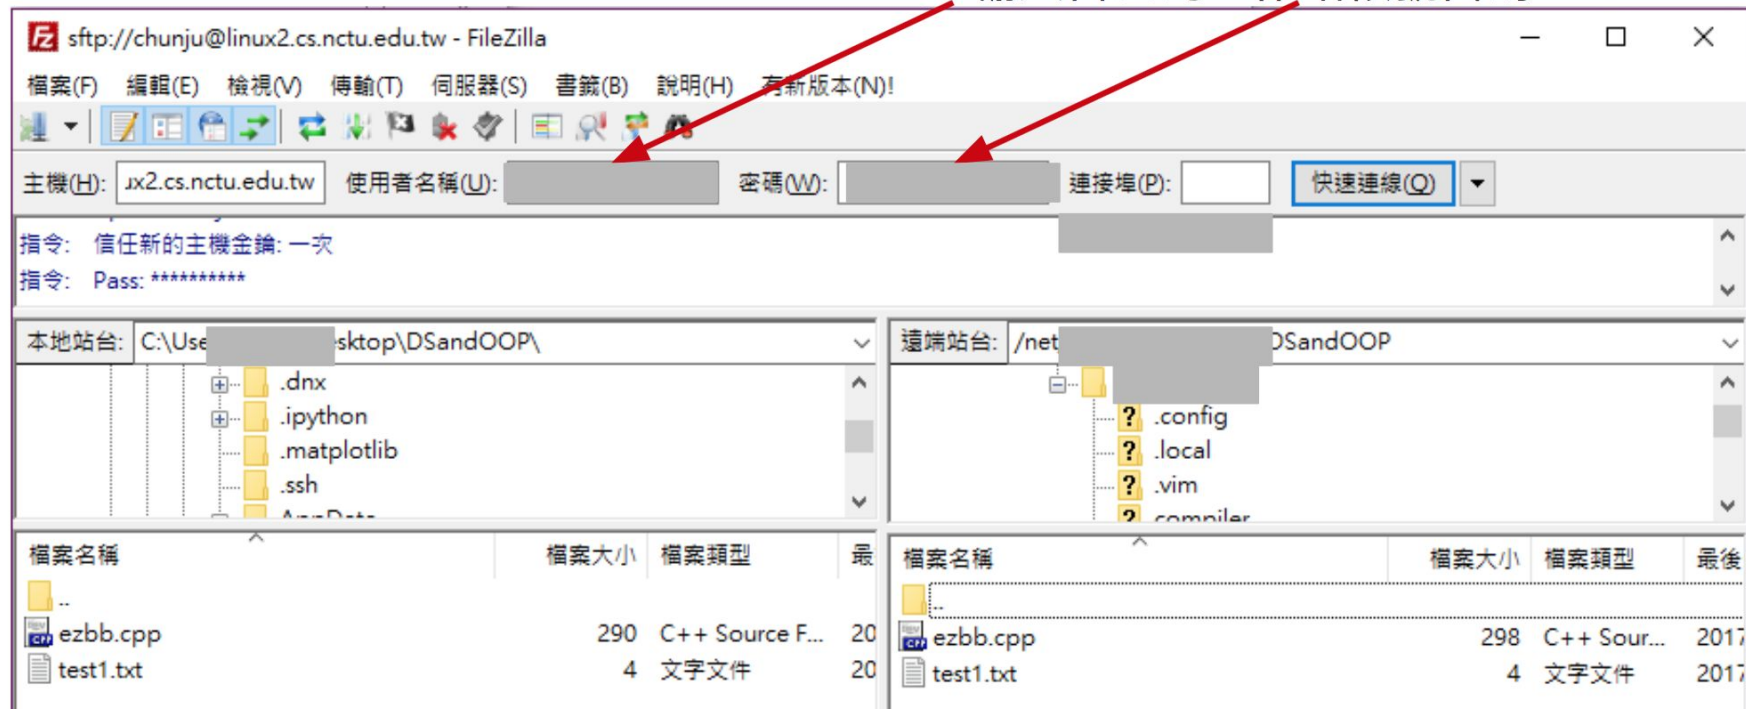 sftp://chunju@linux2.cs.nctu.edu.tw - FileZilla
檔案(F) 編輯(E) 檢視(V) 傳輸(T) 伺服器(S) 書籤(B) 說明(H) 有新版本(N)!
主機(H): ux2.cs.nctu.edu.tw 使用者名稱(U): 密碼(W): 連接埠(P): 快速連線(Q)
指令: 信任新的主機金鑰: 一次
指令: Pass: **********
本地站台: C:\Use esktop\DSandOOP\
.dnx
.ipython
.matplotlib
.ssh
AppData
遠端站台: /net DSandOOP
.config
.local
.vim
compiler
檔案名稱 檔案大小 檔案類型 最
..
ezbb.cpp 290 C++ Source F... 20
test1.txt 4 文字文件 20
檔案名稱 檔案大小 檔案類型 最後
..
ezbb.cpp 298 C++ Sour... 2017
test1.txt 4 文字文件 2017